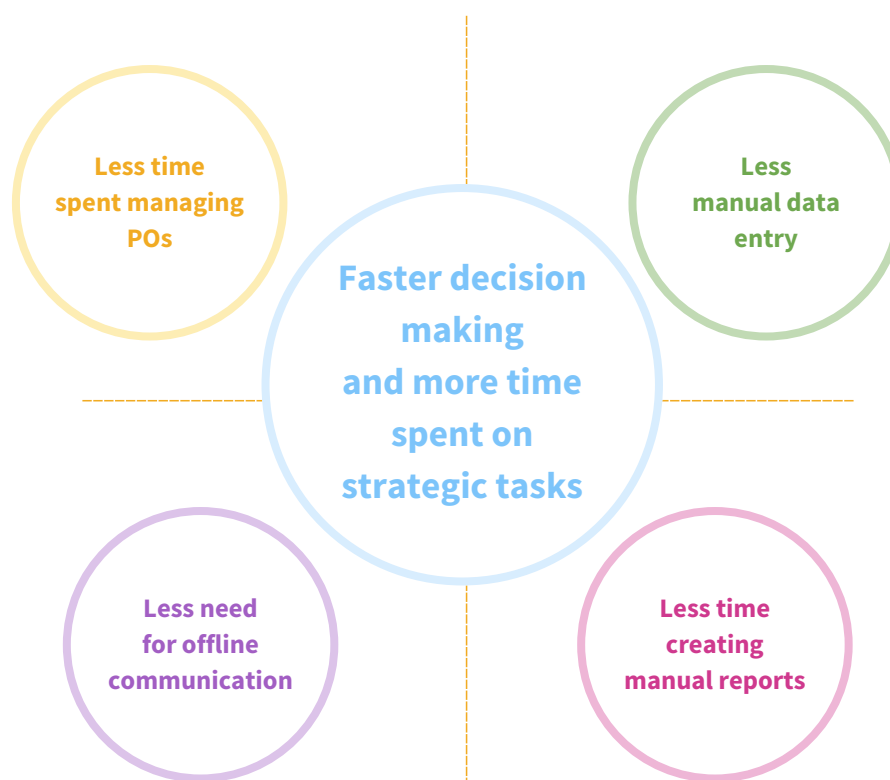 Less time
spent managing
POs
Less
manual data
entry
Faster decision
making
and more time
spent on
strategic tasks
Less need
for offline
communication
Less time
creating
manual reports